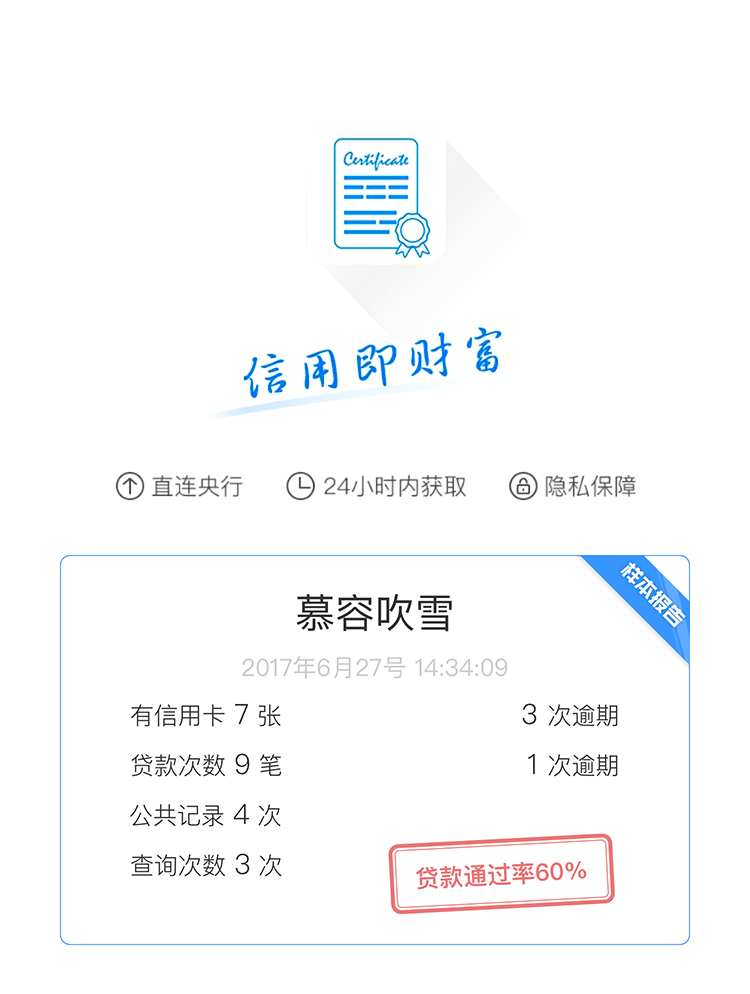 Certificate
信用即财富
直连央行 24小时内获取 隐私保障
样本报告
慕容吹雪
2017年6月27号 14:34:09
有信用卡 7 张 3 次逾期
贷款次数 9 笔 1 次逾期
公共记录 4 次
查询次数 3 次
贷款通过率60%